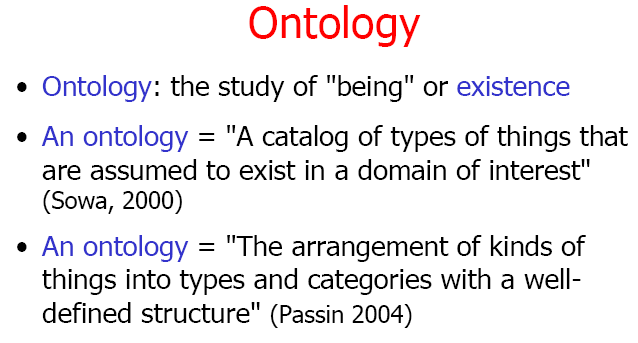 Ontology
• Ontology: the study of "being" or existence
• An ontology = "A catalog of types of things that
are assumed to exist in a domain of interest"
(Sowa, 2000)
• An ontology = "The arrangement of kinds of
things into types and categories with a well-
defined structure" (Passin 2004)